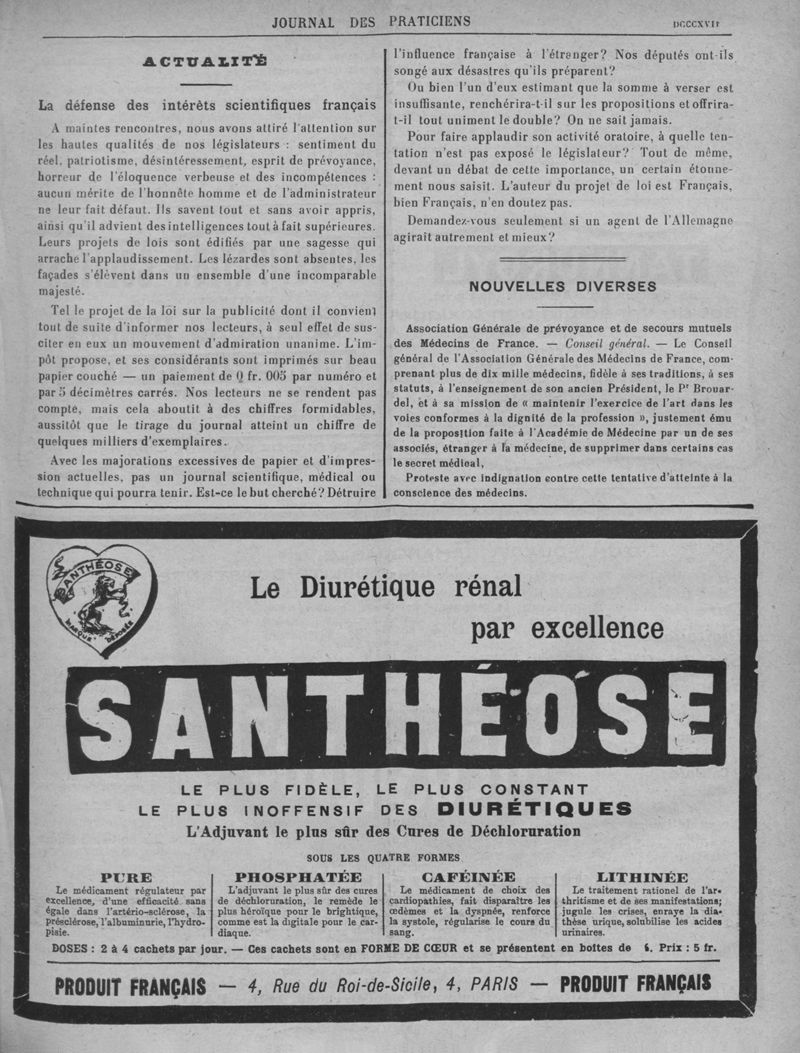 JOURNAL DES PRATICIENS
DCCCXVII
ACTUALITÉ
La défense des intérêts scientifiques français
A maintes rencontres, nous avons attiré l'attention sur
les hautes qualités de nos législateurs : sentiment du
réel, patriotisme, désintéressement, esprit de prévoyance,
horreur de l'éloquence verbeuse et des incompétences :
aucun mérite de l'honnête homme et de l'administrateur
ne leur fait défaut. Ils savent tout et sans avoir appris,
ainsi qu'il advient des intelligences tout à fait supérieures.
Leurs projets de lois sont édifiés par une sagesse qui
arrache l'applaudissement. Les lézardes sont absentes, les
façades s'élèvent dans un ensemble d'une incomparable
majesté.
Tel le projet de la loi sur la publicité dont il convient
tout de suite d'informer nos lecteurs, à seul effet de sus-
citer en eux un mouvement d'admiration unanime. L'im-
pôt propose, et ses considérants sont imprimés sur beau
papier couché — un paiement de 0 fr. 005 par numéro et
par 5 décimètres carrés. Nos lecteurs ne se rendent pas
compte, mais cela aboutit à des chiffres formidables,
aussitôt que le tirage du journal atteint un chiffre de
quelques milliers d'exemplaires.
Avec les majorations excessives de papier et d'impres-
sion actuelles, pas un journal scientifique, médical ou
technique qui pourra tenir. Est-ce le but cherché? Détruire
l'influence française à l'étranger? Nos députés ont-ils
songé aux désastres qu'ils préparent?
Ou bien l'un d'eux estimant que la somme à verser est
insuffisante, renchérira-t-il sur les propositions et offrira-
t-il tout uniment le double? On ne sait jamais.
Pour faire applaudir son activité oratoire, à quelle ten-
tation n'est pas exposé le législateur? Tout de même,
devant un débat de cette importance, un certain étonne-
ment nous saisit. L'auteur du projet de loi est Français,
bien Français, n'en doutez pas.
Demandez-vous seulement si un agent de l'Allemagne
agirait autrement et mieux?
NOUVELLES DIVERSES
Association Générale de prévoyance et de secours mutuels
des Médecins de France. — Conseil général. — Le Conseil
général de l'Association Générale des Médecins de France, com-
prenant plus de dix mille médecins, fidèle à ses traditions, à ses
statuts, à l'enseignement de son ancien Président, le Pr Brouar-
del, et à sa mission de « maintenir l'exercice de l'art dans les
voies conformes à la dignité de la profession », justement ému
de la proposition faite à l'Académie de Médecine par un de ses
associés, étranger à la médecine, de supprimer dans certains cas
le secret médical,
Proteste avec indignation contre cette tentative d'atteinte à la
conscience des médecins.
SANTHÉOSE
MARQUE DÉPOSÉE
Le Diurétique rénal
par excellence
SANTHÉOSE
LE PLUS FIDÈLE, LE PLUS CONSTANT
LE PLUS INOFFENSIF DES DIURÉTIQUES
L'Adjuvant le plus sûr des Cures de Déchloruration
SOUS LES QUATRE FORMES
PURE
Le médicament régulateur par
excellence, d'une efficacité sans
égale dans l'artério-sclérose, la
présclérose, l'albuminurie, l'hydro-
pisie.
PHOSPHATÉE
L'adjuvant le plus sûr des cures
de déchloruration, le remède le
plus héroïque pour le brightique,
comme est la digitale pour le car-
diaque.
CAFÉINÉE
Le médicament de choix des
cardiopathies, fait disparaître les
œdèmes et la dyspnée, renforce
la systole, régularise le cours du
sang.
LITHINÉE
Le traitement rationel de l'ar-
thritisme et de ses manifestations;
jugule les crises, enraye la dia-
thèse urique, solubilise les acides
urinaires.
DOSES : 2 à 4 cachets par jour. — Ces cachets sont en FORME DE CŒUR et se présentent en boîtes de . Prix : 5 fr.
PRODUIT FRANÇAIS — 4, Rue du Roi-de-Sicile, 4, PARIS — PRODUIT FRANÇAIS